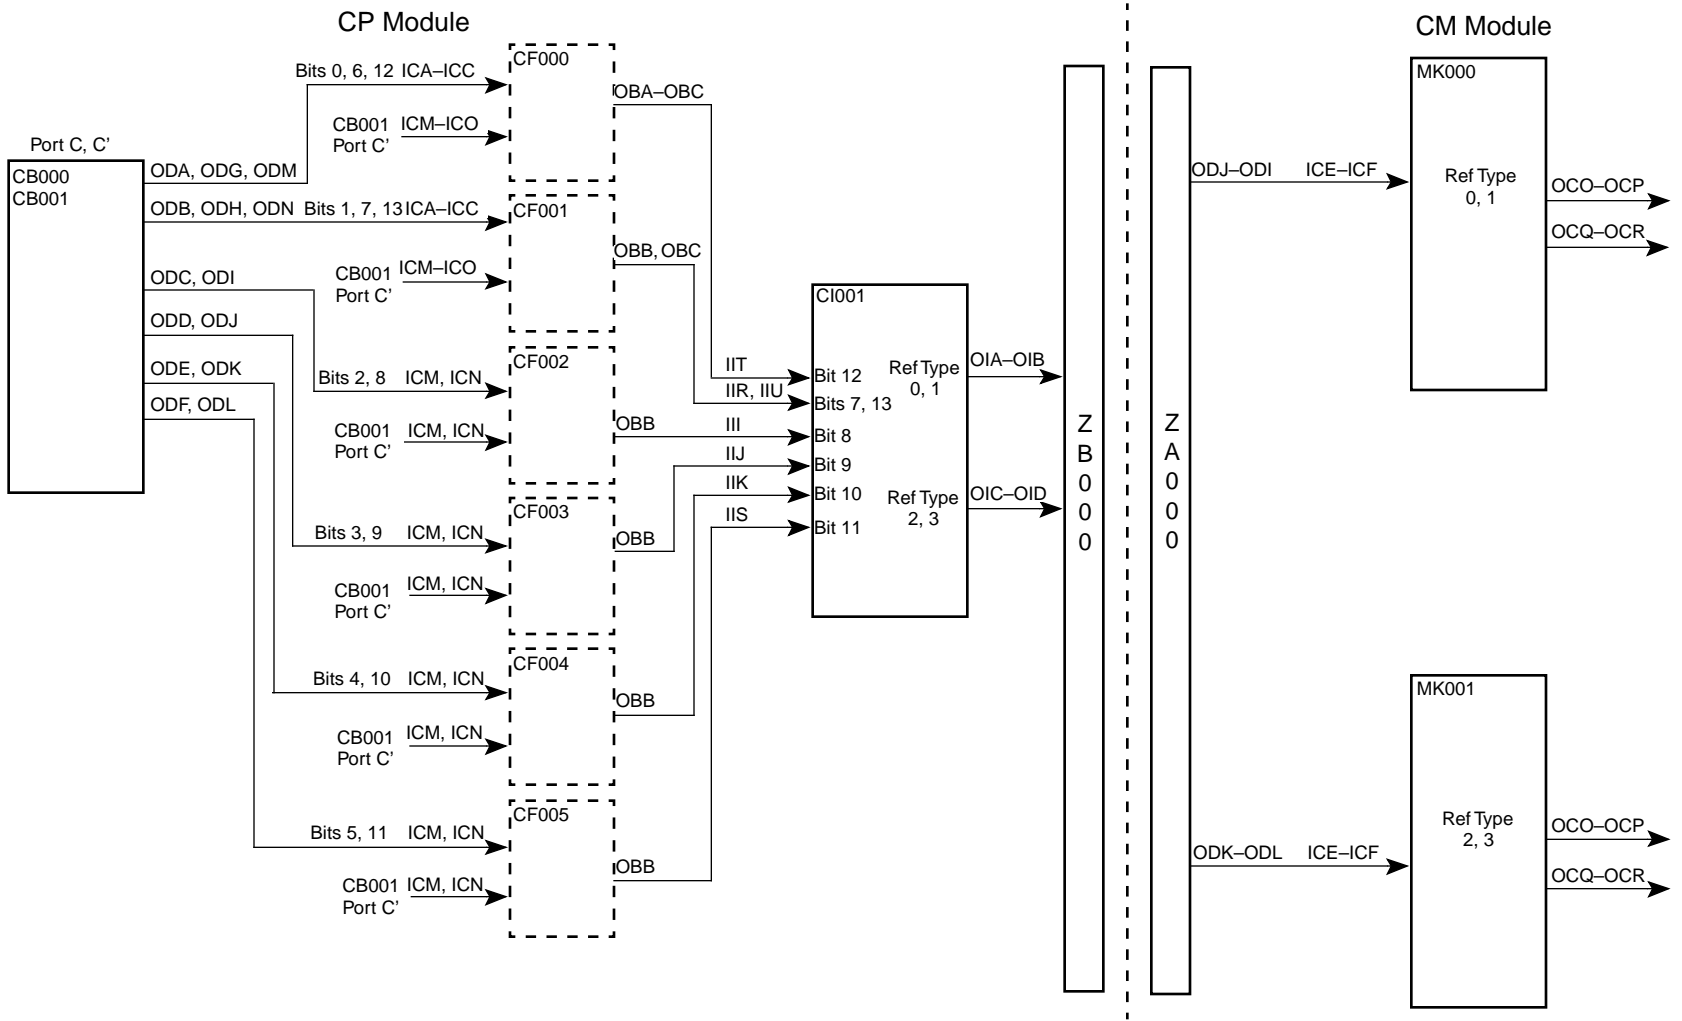 CP Module
CM Module
Port C, C’
CB000
CB001
ODA, ODG, ODM
ODB, ODH, ODN
ODC, ODI
ODD, ODJ
ODE, ODK
ODF, ODL
Bits 0, 6, 12 ICA–ICC
CB001 ICM–ICO
Port C’
CF000
OBA–OBC
Bits 1, 7, 13 ICA–ICC
CB001 ICM–ICO
Port C’
CF001
OBB, OBC
Bits 2, 8 ICM, ICN
CB001 ICM, ICN
Port C’
CF002
OBB
Bits 3, 9 ICM, ICN
CB001 ICM, ICN
Port C’
CF003
OBB
Bits 4, 10 ICM, ICN
CB001 ICM, ICN
Port C’
CF004
OBB
Bits 5, 11 ICM, ICN
CB001 ICM, ICN
Port C’
CF005
OBB
IIT
IIR, IIU
III
IIJ
IIK
IIS
CI001
Bit 12
Bits 7, 13
Bit 8
Bit 9
Bit 10
Bit 11
Ref Type
0, 1
Ref Type
2, 3
OIA–OIB
OIC–OID
Z
B
0
0
0
Z
A
0
0
0
ODJ–ODI ICE–ICF
MK000
Ref Type
0, 1
OCO–OCP
OCQ–OCR
ODK–ODL ICE–ICF
MK001
Ref Type
2, 3
OCO–OCP
OCQ–OCR